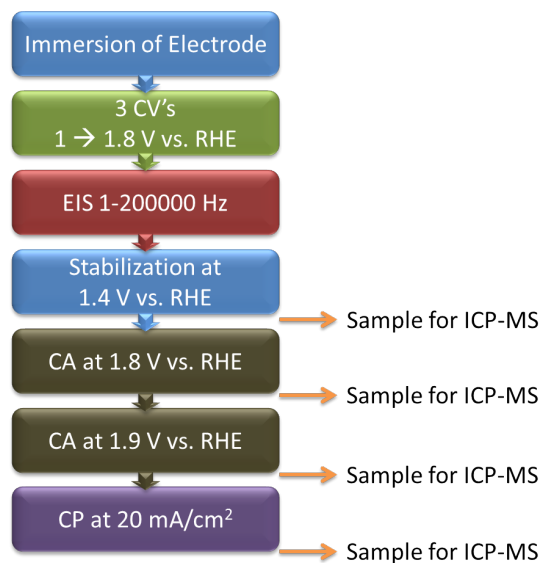 Immersion of Electrode
3 CV's
1 → 1.8 V vs. RHE
EIS 1-200000 Hz
Stabilization at
1.4 V vs. RHE
Sample for ICP-MS
CA at 1.8 V vs. RHE
Sample for ICP-MS
CA at 1.9 V vs. RHE
Sample for ICP-MS
CP at 20 mA/cm²
Sample for ICP-MS